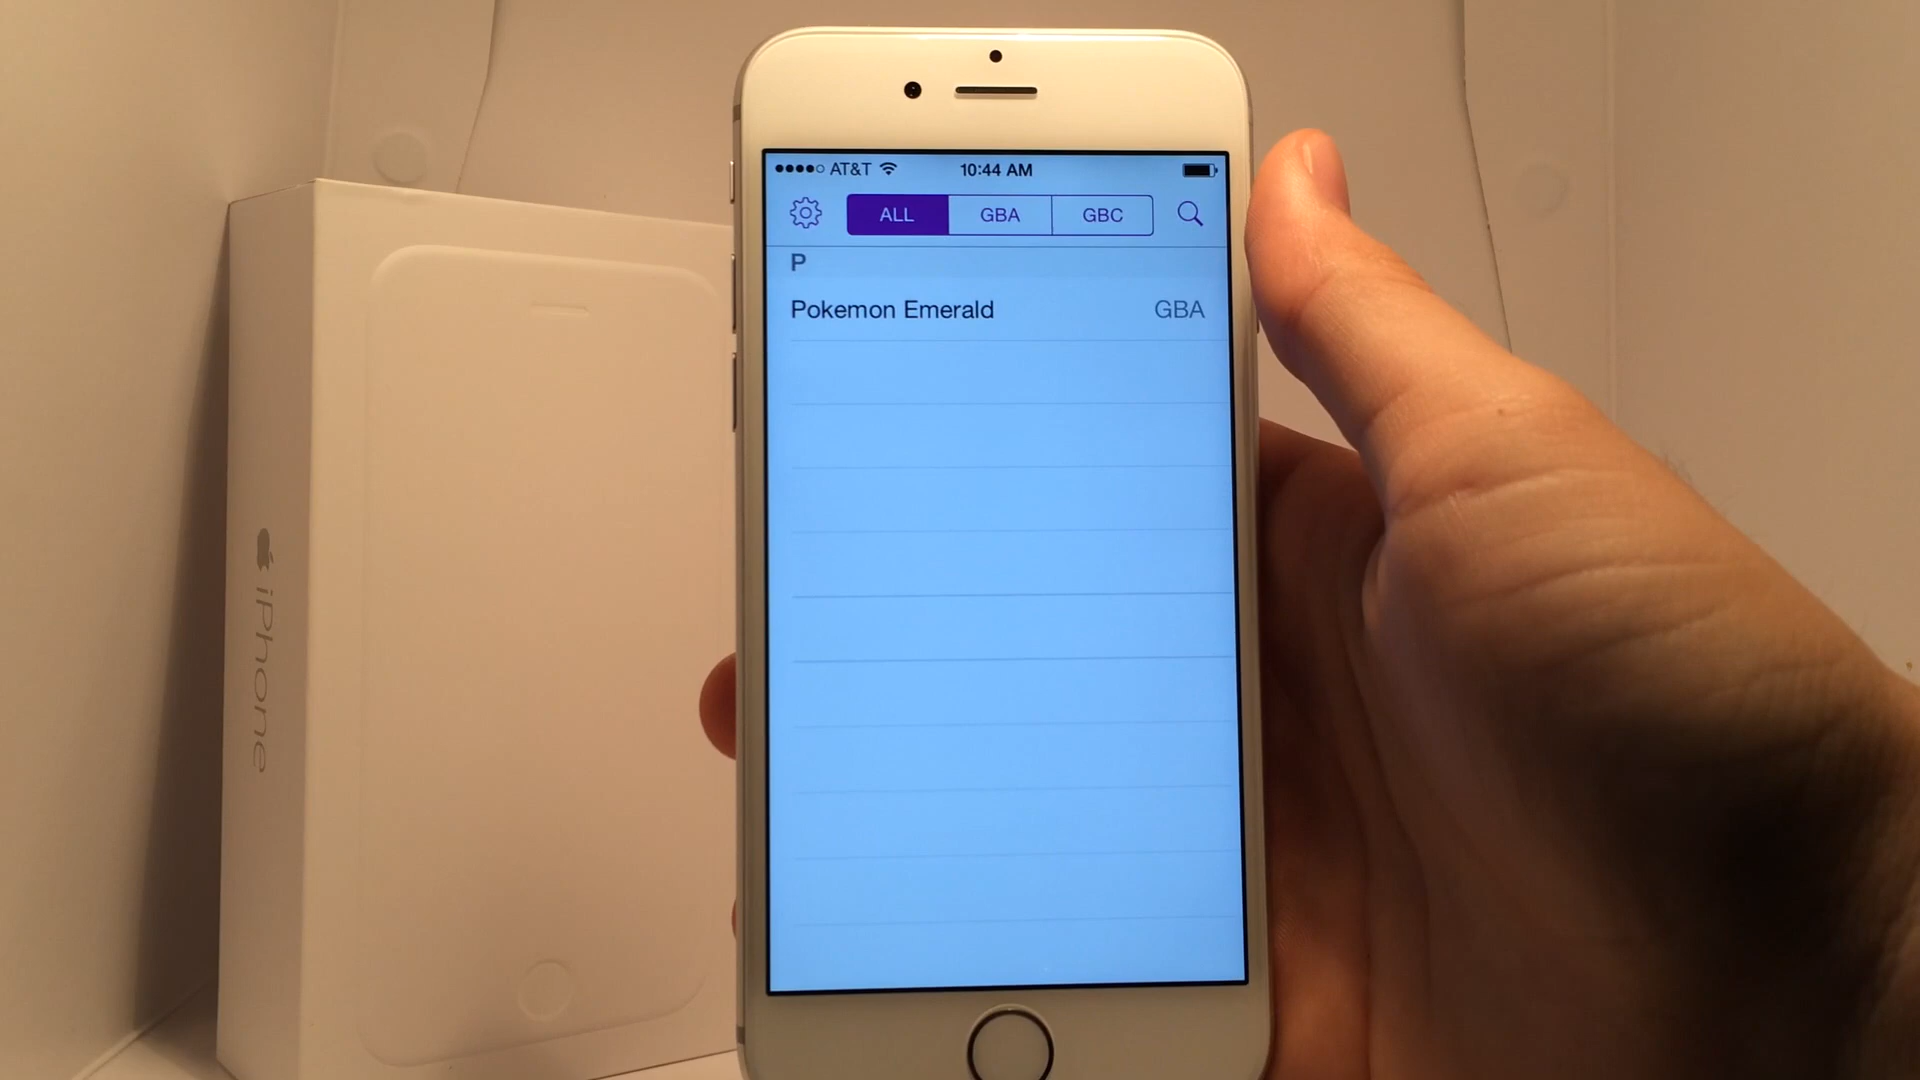 AT&T 10:44 AM
ALL GBA GBC
P
Pokemon Emerald GBA
iPhone